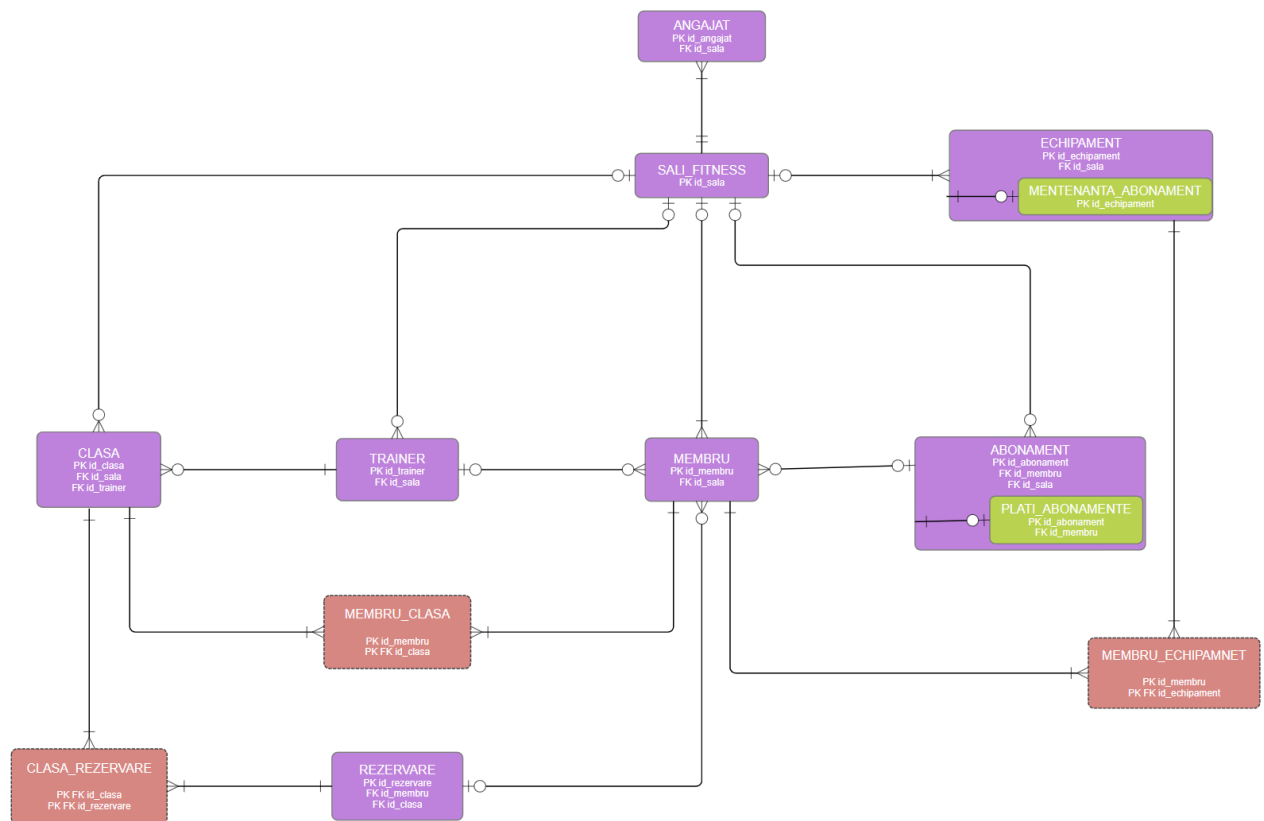 ANGAJAT
PK id_angajat
FK id_sala
SALI_FITNESS
PK id_sala
ECHIPAMENT
PK id_echipament
FK id_sala
MENTENANTA_ABONAMENT
PK id_echipament
CLASA
PK id_clasa
FK id_sala
FK id_trainer
TRAINER
PK id_trainer
FK id_sala
MEMBRU
PK id_membru
FK id_sala
ABONAMENT
PK id_abonament
FK id_membru
FK id_sala
PLATI_ABONAMENTE
PK id_abonament
FK id_membru
MEMBRU_CLASA
PK id_membru
PK FK id_clasa
MEMBRU_ECHIPAMNET
PK id_membru
PK FK id_echipament
CLASA_REZERVARE
PK FK id_clasa
PK FK id_rezervare
REZERVARE
PK id_rezervare
FK id_membru
FK id_clasa